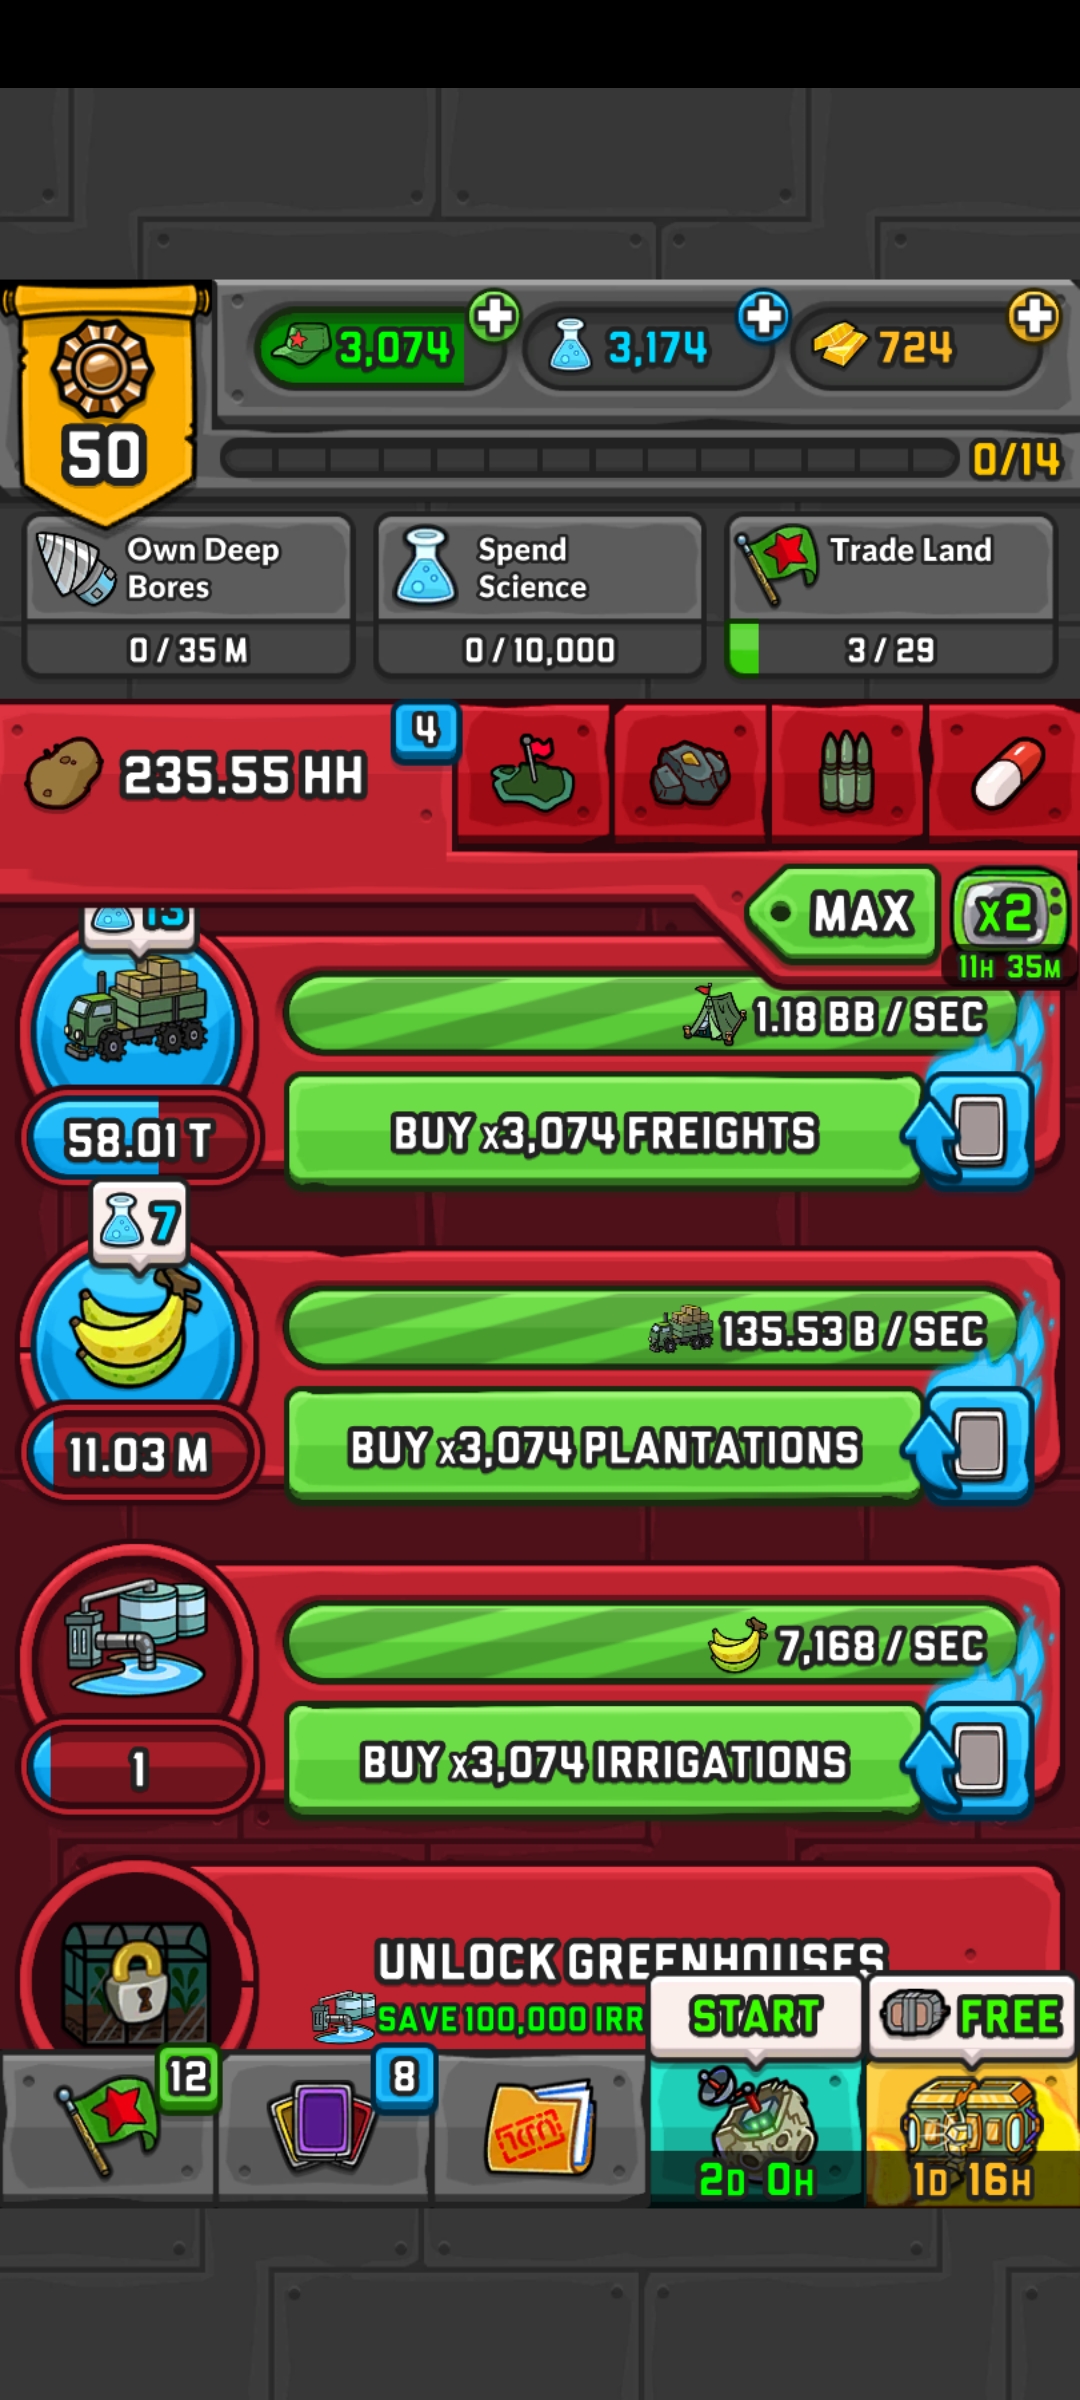 50
3,074
3,174
724
0/14
Own Deep
Bores
0 / 35 M
Spend
Science
0 / 10,000
Trade Land
3 / 29
235.55 HH
4
MAX
x2
11H 35M
13
1.18 BB / SEC
58.01 T
BUY x3,074 FREIGHTS
7
135.53 B / SEC
11.03 M
BUY x3,074 PLANTATIONS
7,168 / SEC
1
BUY x3,074 IRRIGATIONS
UNLOCK GREENHOUSES
SAVE 100,000 IRR
START
FREE
12
8
2D 0H
1D 16H